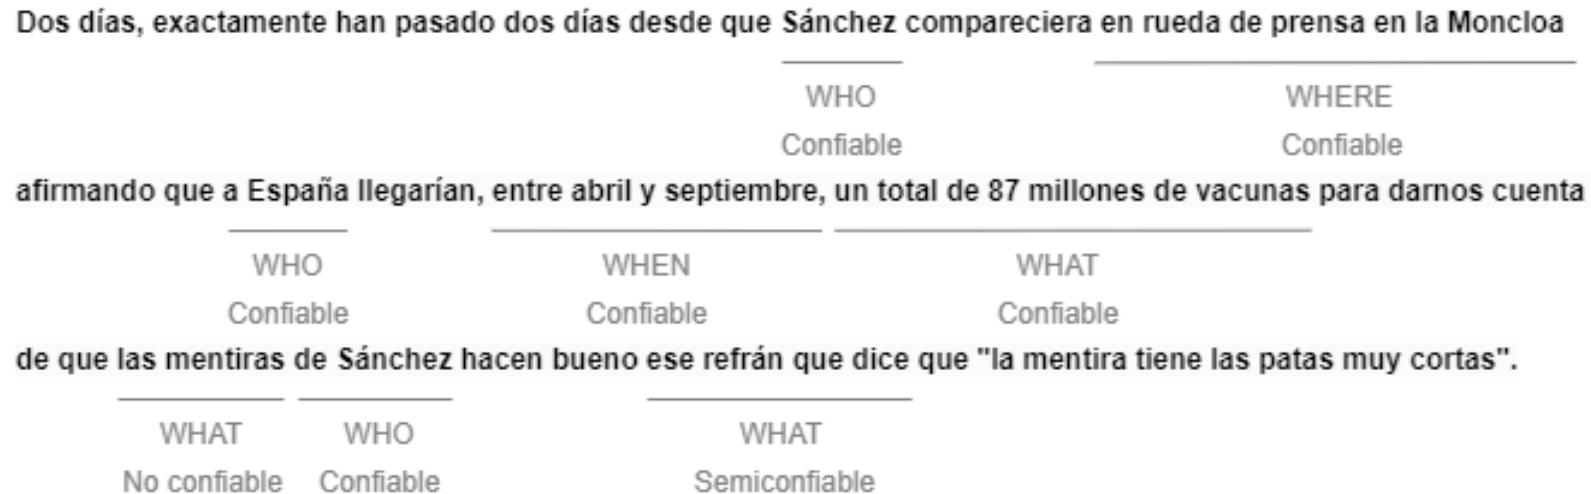 Dos días, exactamente han pasado dos días desde que Sánchez compareciera en rueda de prensa en la Moncloa
WHO WHERE
Confiable Confiable
afirmando que a España llegarían, entre abril y septiembre, un total de 87 millones de vacunas para darnos cuenta
WHO WHEN WHAT
Confiable Confiable Confiable
de que las mentiras de Sánchez hacen bueno ese refrán que dice que "la mentira tiene las patas muy cortas".
WHAT WHO WHAT
No confiable Confiable Semiconfiable